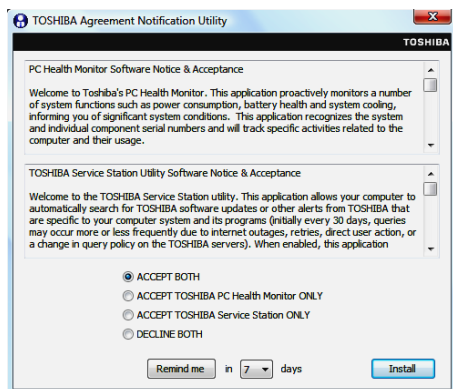 TOSHIBA Agreement Notification Utility
TOSHIBA
PC Health Monitor Software Notice & Acceptance
Welcome to Toshiba's PC Health Monitor. This application proactively monitors a number
of system functions such as power consumption, battery health and system cooling,
informing you of significant system conditions. This application recognizes the system
and individual component serial numbers and will track specific activities related to the
computer and their usage.
TOSHIBA Service Station Utility Software Notice & Acceptance
Welcome to the TOSHIBA Service Station utility. This application allows your computer to
automatically search for TOSHIBA software updates or other alerts from TOSHIBA that
are specific to your computer system and its programs (initially every 30 days, queries
may occur more or less frequently due to internet outages, retries, direct user action, or
a change in query policy on the TOSHIBA servers). When enabled, this application
ACCEPT BOTH
ACCEPT TOSHIBA PC Health Monitor ONLY
ACCEPT TOSHIBA Service Station ONLY
DECLINE BOTH
Remind me in 7 days Install